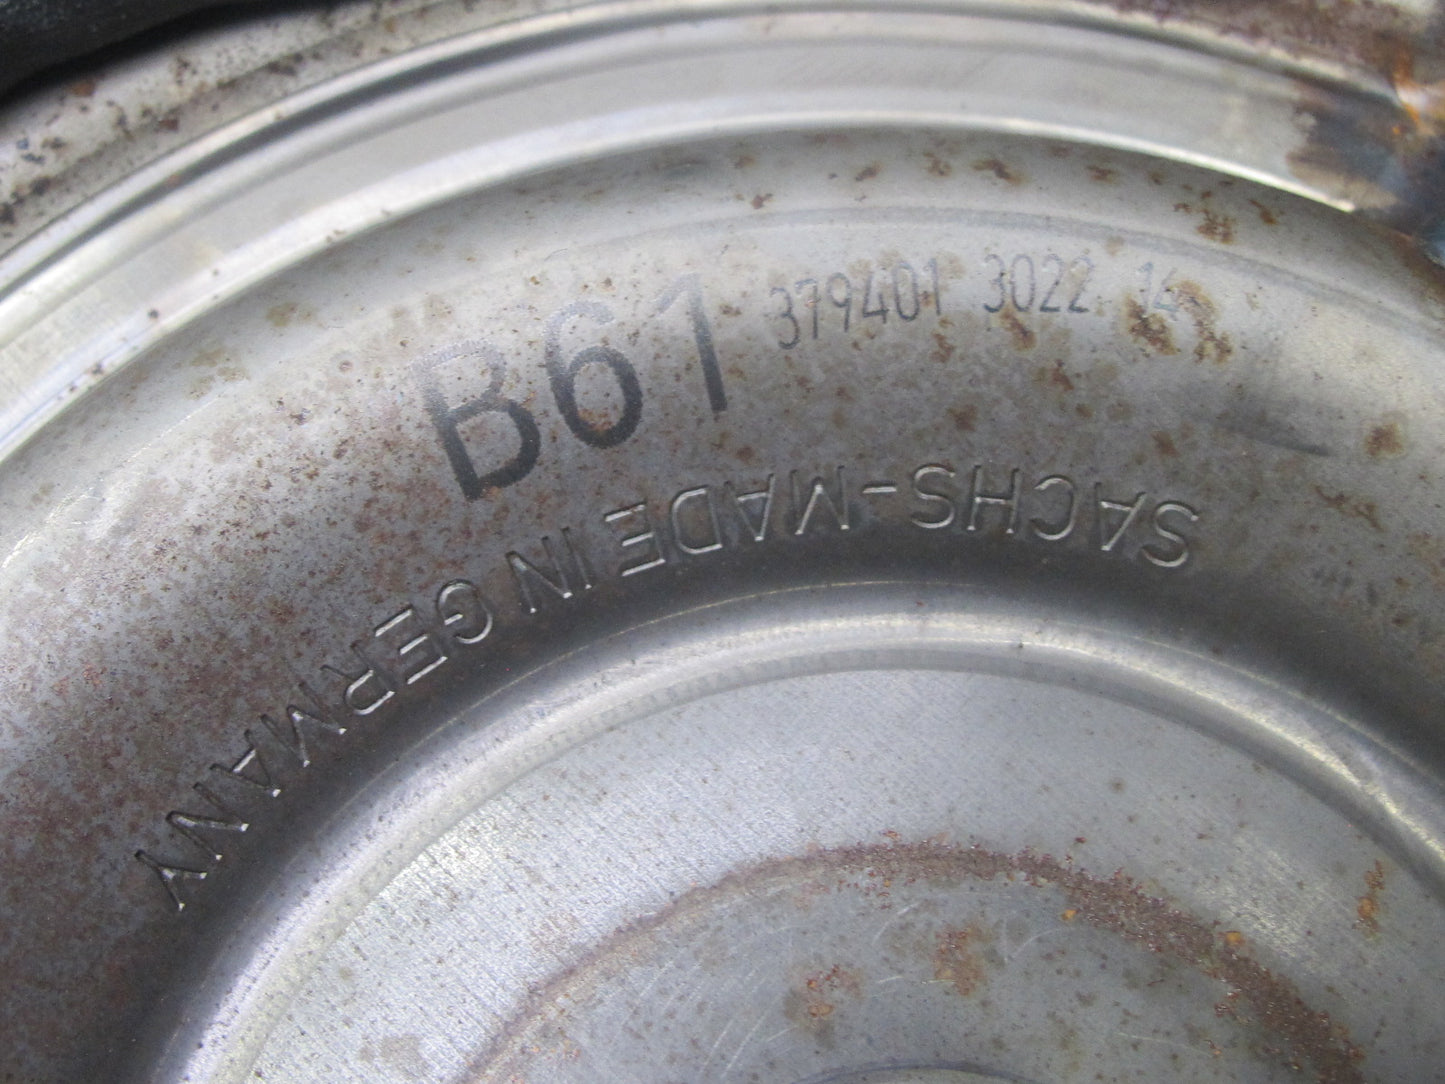 B61 379401 3022 14
SACHS-MADE IN GERMANY